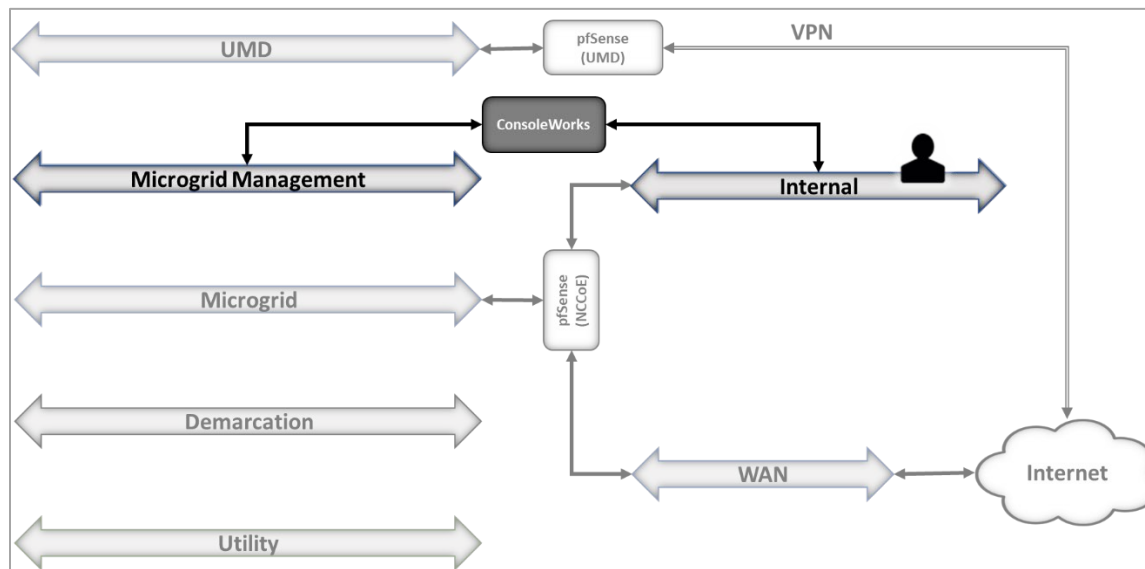 UMD
pfSense
(UMD)
VPN
ConsoleWorks
Microgrid Management
Internal
Microgrid
pfSense
(NCCoE)
Demarcation
WAN
Internet
Utility